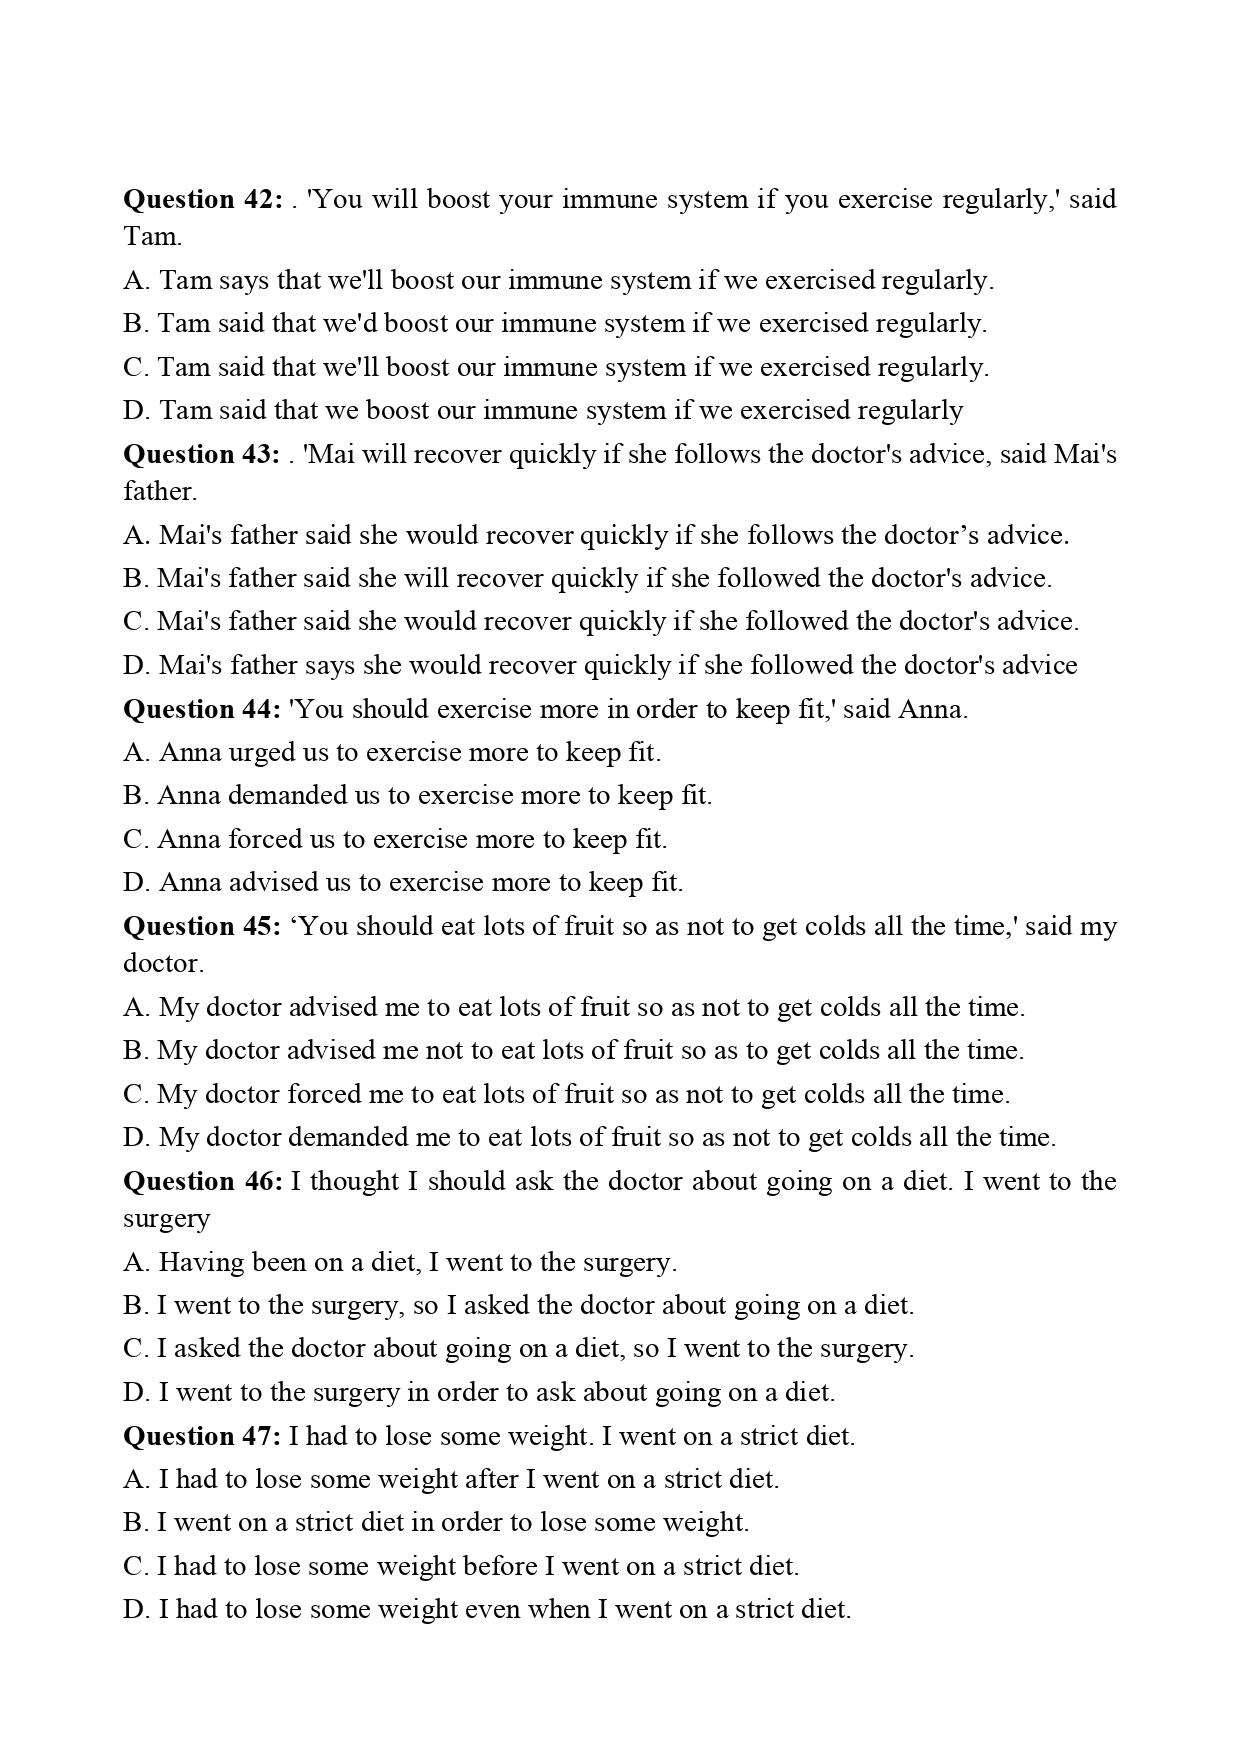 Question 42: . 'You will boost your immune system if you exercise regularly,' said
Tam.
A. Tam says that we'll boost our immune system if we exercised regularly.
B. Tam said that we'd boost our immune system if we exercised regularly.
C. Tam said that we'll boost our immune system if we exercised regularly.
D. Tam said that we boost our immune system if we exercised regularly
Question 43: . 'Mai will recover quickly if she follows the doctor's advice, said Mai's
father.
A. Mai's father said she would recover quickly if she follows the doctor’s advice.
B. Mai's father said she will recover quickly if she followed the doctor's advice.
C. Mai's father said she would recover quickly if she followed the doctor's advice.
D. Mai's father says she would recover quickly if she followed the doctor's advice
Question 44: 'You should exercise more in order to keep fit,' said Anna.
A. Anna urged us to exercise more to keep fit.
B. Anna demanded us to exercise more to keep fit.
C. Anna forced us to exercise more to keep fit.
D. Anna advised us to exercise more to keep fit.
Question 45: ‘You should eat lots of fruit so as not to get colds all the time,' said my
doctor.
A. My doctor advised me to eat lots of fruit so as not to get colds all the time.
B. My doctor advised me not to eat lots of fruit so as to get colds all the time.
C. My doctor forced me to eat lots of fruit so as not to get colds all the time.
D. My doctor demanded me to eat lots of fruit so as not to get colds all the time.
Question 46: I thought I should ask the doctor about going on a diet. I went to the
surgery
A. Having been on a diet, I went to the surgery.
B. I went to the surgery, so I asked the doctor about going on a diet.
C. I asked the doctor about going on a diet, so I went to the surgery.
D. I went to the surgery in order to ask about going on a diet.
Question 47: I had to lose some weight. I went on a strict diet.
A. I had to lose some weight after I went on a strict diet.
B. I went on a strict diet in order to lose some weight.
C. I had to lose some weight before I went on a strict diet.
D. I had to lose some weight even when I went on a strict diet.